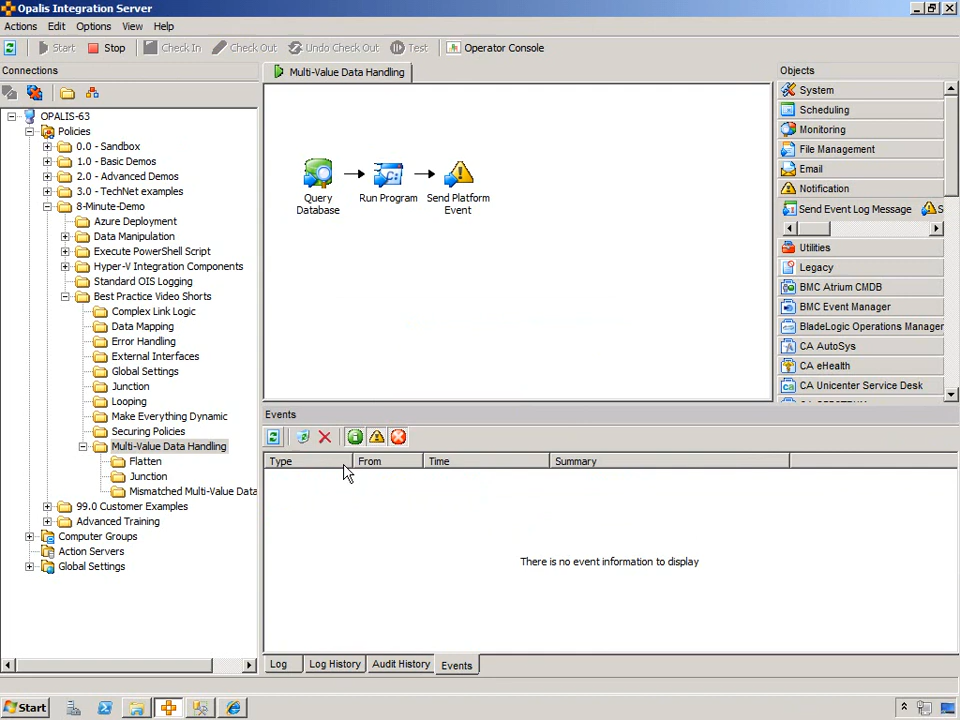 Opalis Integration Server
Actions Edit Options View Help
Start Stop Check In Check Out Undo Check Out Test Operator Console
Connections
OPALIS-63
Policies
0.0 - Sandbox
1.0 - Basic Demos
2.0 - Advanced Demos
3.0 - TechNet examples
8-Minute-Demo
Azure Deployment
Data Manipulation
Execute PowerShell Script
Hyper-V Integration Components
Standard OIS Logging
Best Practice Video Shorts
Complex Link Logic
Data Mapping
Error Handling
External Interfaces
Global Settings
Junction
Looping
Make Everything Dynamic
Securing Policies
Multi-Value Data Handling
Flatten
Junction
Mismatched Multi-Value Data
99.0 Customer Examples
Advanced Training
Computer Groups
Action Servers
Global Settings
Multi-Value Data Handling
Query
Database
Run Program
Send Platform
Event
Events
Type From Time Summary
There is no event information to display
Log Log History Audit History Events
Objects
System
Scheduling
Monitoring
File Management
Email
Notification
Send Event Log Message S
Utilities
Legacy
BMC Atrium CMDB
BMC Event Manager
BladeLogic Operations Manager
CA AutoSys
CA eHealth
CA Unicenter Service Desk
Start